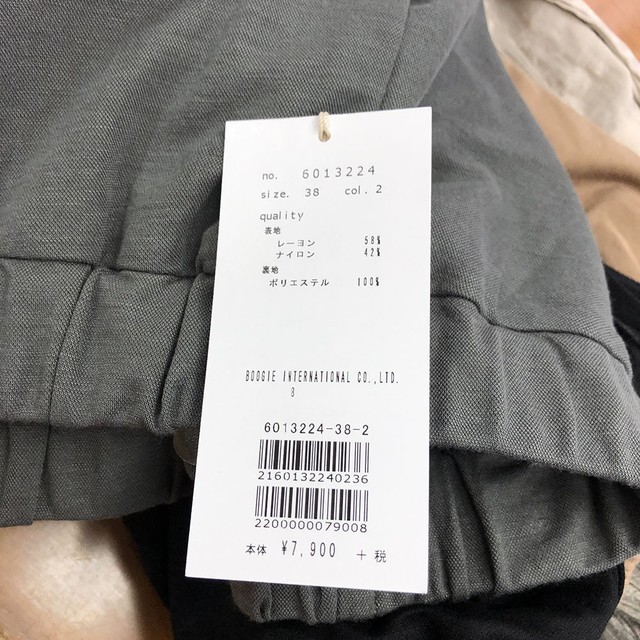 no. 6013224
size. 38 col. 2
quality
表地
レーヨン 58%
ナイロン 42%
裏地
ポリエステル 100%
BOOGIE INTERNATIONAL CO.,LTD.
8
6013224-38-2
2160132240236
2200000079008
本体 ¥7,900 + 税